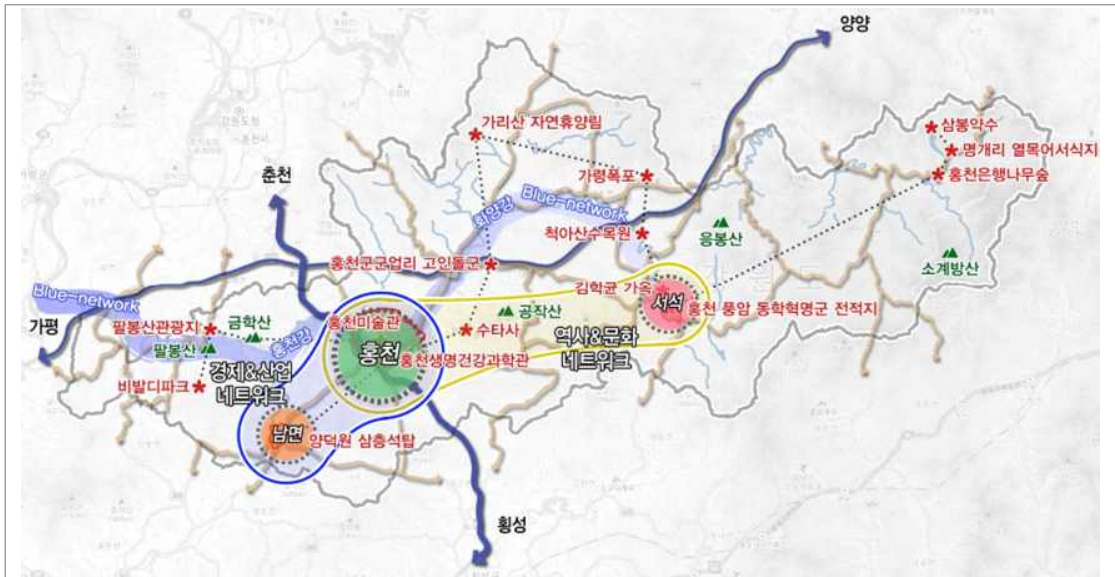 양양
가리산 자연휴양림
삼봉약수
명개리 열목어서식지
홍천은행나무숲
가령폭포
춘천
Blue-network
화양강
척야산수목원
응봉산
소계방산
홍천군군업리 고인돌군
김학균 가옥
서석
홍천 풍암 동학혁명군 전적지
Blue-network
가평
팔봉산관광지
금학산
팔봉산
홍천강
홍천미술관
홍천
홍천생명건강과학관
공작산
수타사
역사&문화
네트워크
경제&산업
네트워크
비발디파크
남면
양덕원 삼층석탑
횡성